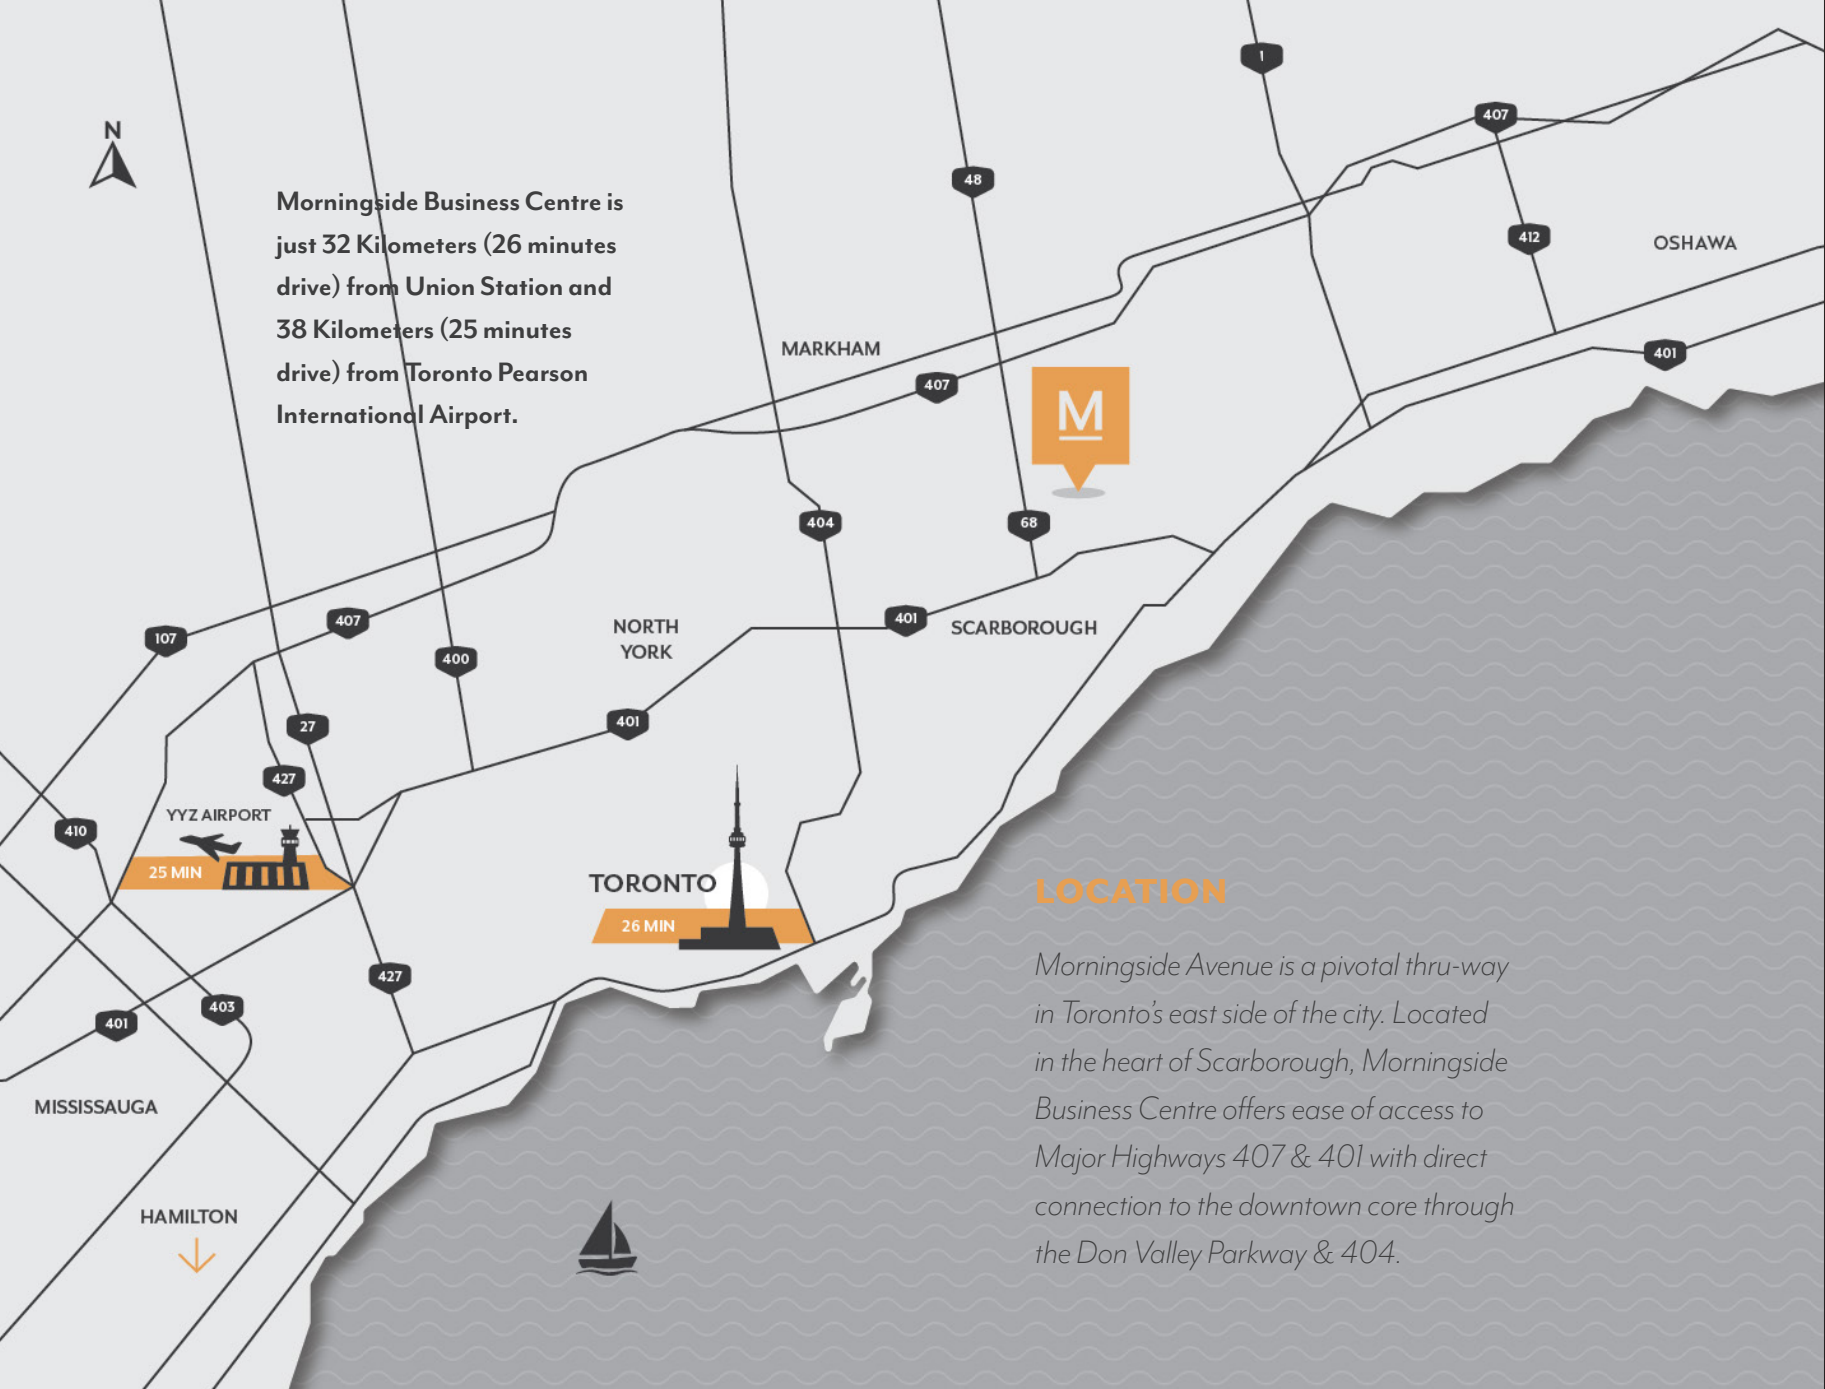 N
1
407
48
Morningside Business Centre is
just 32 Kilometers (26 minutes
drive) from Union Station and
38 Kilometers (25 minutes
drive) from Toronto Pearson
International Airport.
412
OSHAWA
MARKHAM
401
407
M
404
68
107
407
401
NORTH
YORK
SCARBOROUGH
400
401
27
427
YYZ AIRPORT
410
25 MIN
TORONTO
26 MIN
427
403
401
MISSISSAUGA
HAMILTON
LOCATION
Morningside Avenue is a pivotal thru-way
in Toronto’s east side of the city. Located
in the heart of Scarborough, Morningside
Business Centre offers ease of access to
Major Highways 407 & 401 with direct
connection to the downtown core through
the Don Valley Parkway & 404.